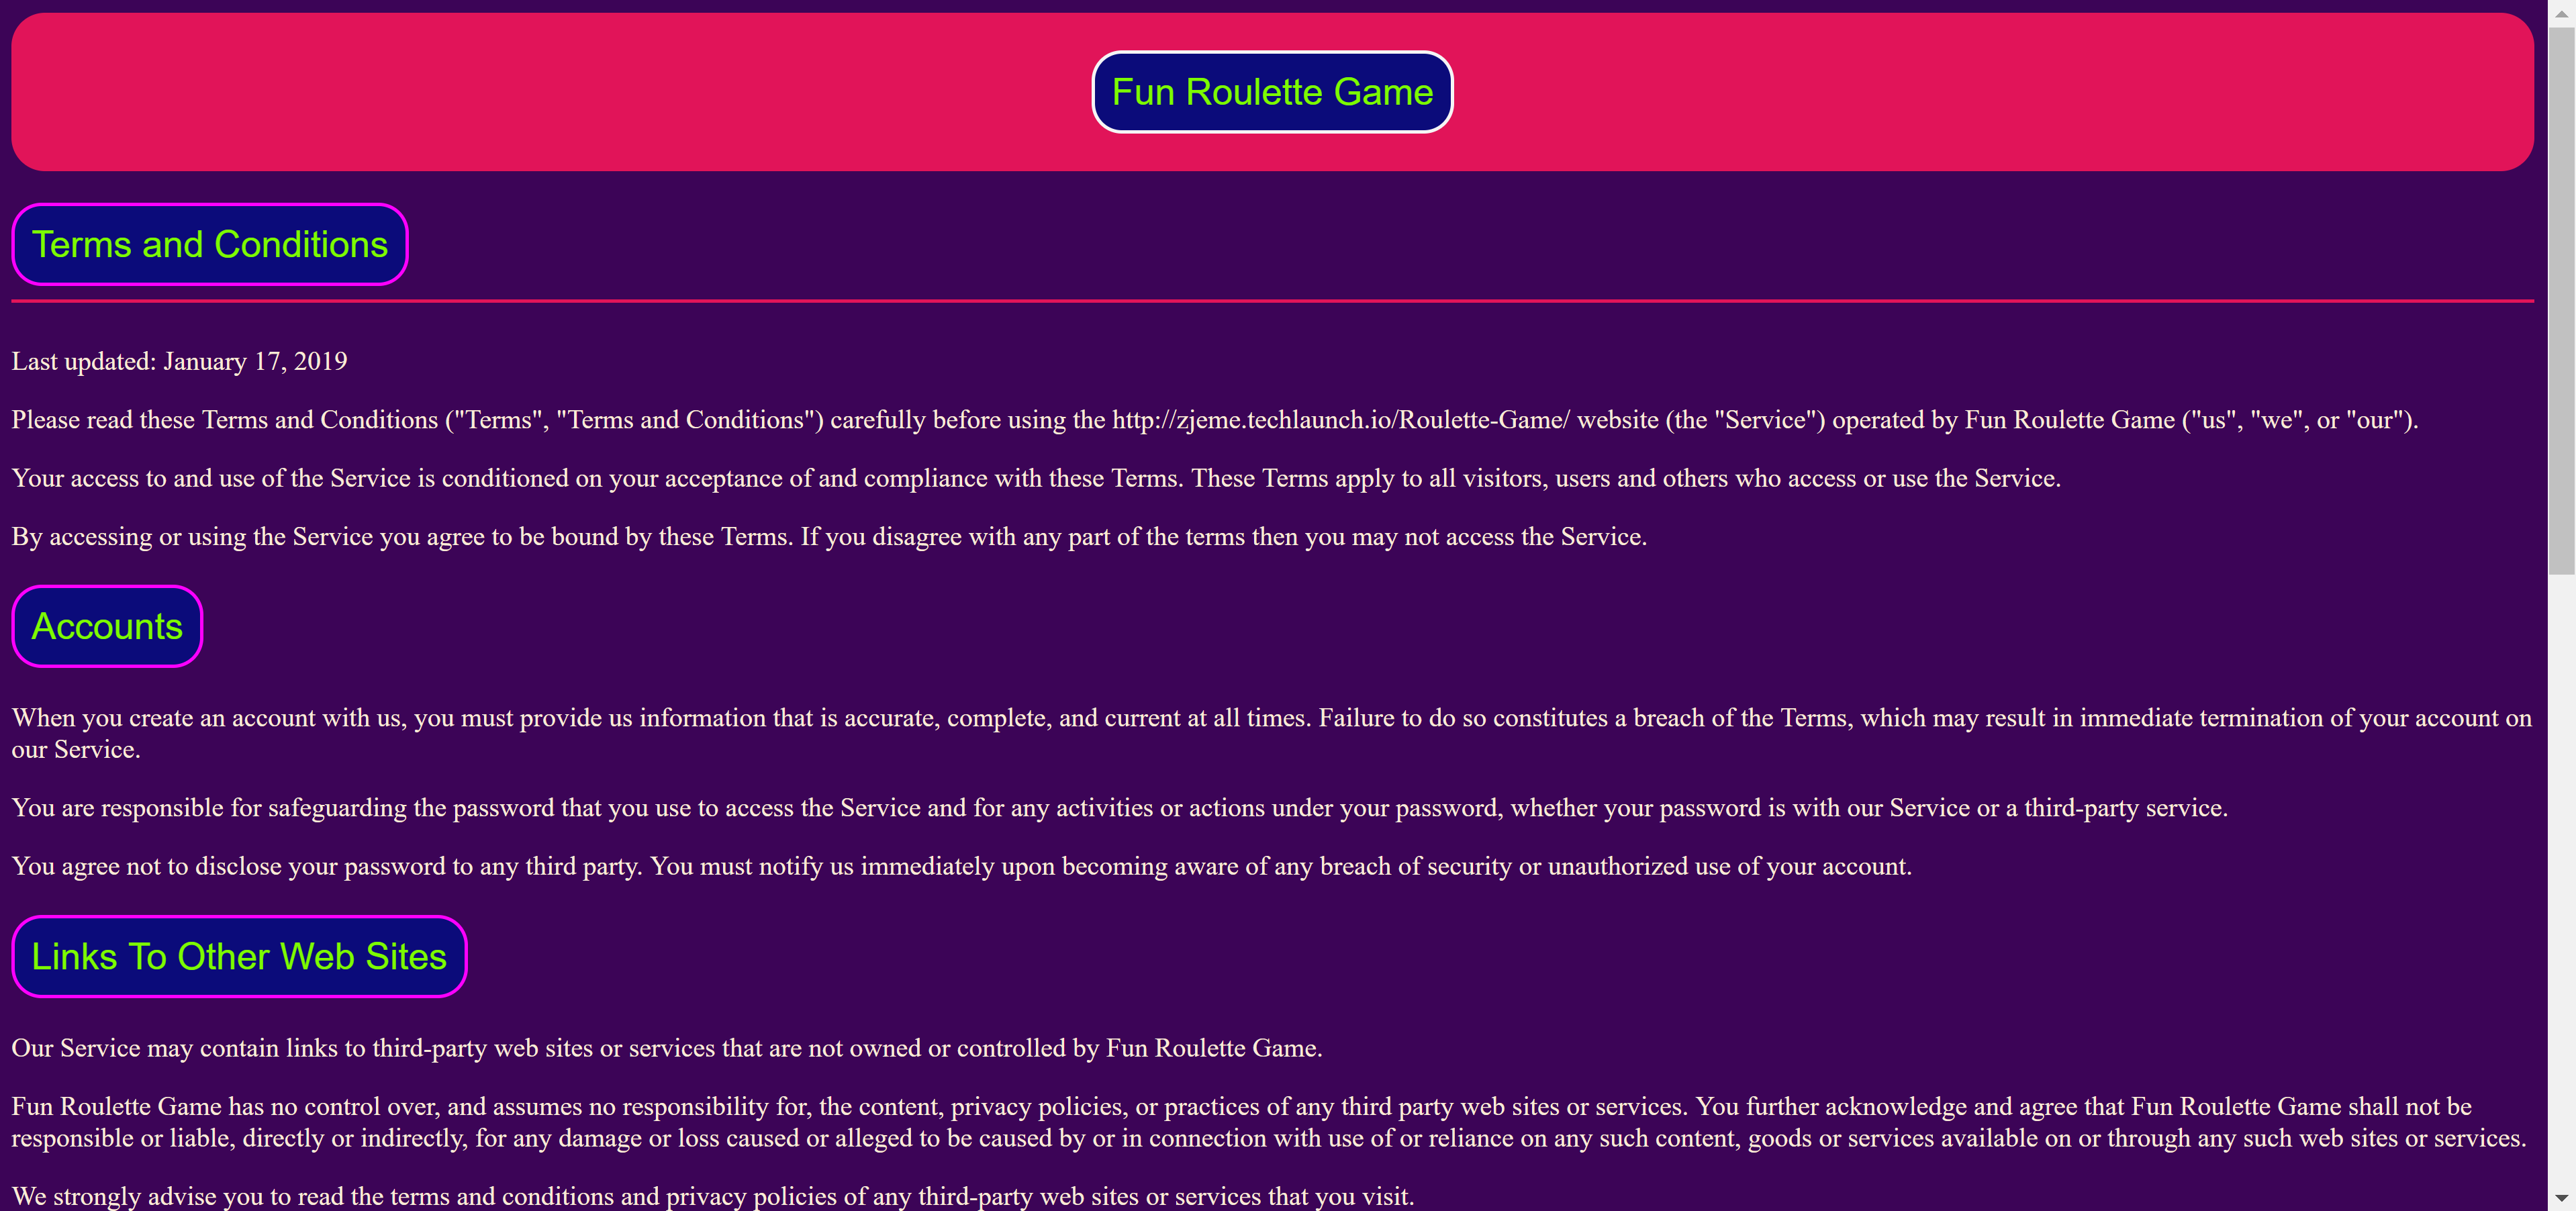 Fun Roulette Game
Terms and Conditions
Last updated: January 17, 2019
Please read these Terms and Conditions ("Terms", "Terms and Conditions") carefully before using the http://zjeme.techlaunch.io/Roulette-Game/ website (the "Service") operated by Fun Roulette Game ("us", "we", or "our").
Your access to and use of the Service is conditioned on your acceptance of and compliance with these Terms. These Terms apply to all visitors, users and others who access or use the Service.
By accessing or using the Service you agree to be bound by these Terms. If you disagree with any part of the terms then you may not access the Service.
Accounts
When you create an account with us, you must provide us information that is accurate, complete, and current at all times. Failure to do so constitutes a breach of the Terms, which may result in immediate termination of your account on
our Service.
You are responsible for safeguarding the password that you use to access the Service and for any activities or actions under your password, whether your password is with our Service or a third-party service.
You agree not to disclose your password to any third party. You must notify us immediately upon becoming aware of any breach of security or unauthorized use of your account.
Links To Other Web Sites
Our Service may contain links to third-party web sites or services that are not owned or controlled by Fun Roulette Game.
Fun Roulette Game has no control over, and assumes no responsibility for, the content, privacy policies, or practices of any third party web sites or services. You further acknowledge and agree that Fun Roulette Game shall not be
responsible or liable, directly or indirectly, for any damage or loss caused or alleged to be caused by or in connection with use of or reliance on any such content, goods or services available on or through any such web sites or services.
We strongly advise you to read the terms and conditions and privacy policies of any third-party web sites or services that you visit.